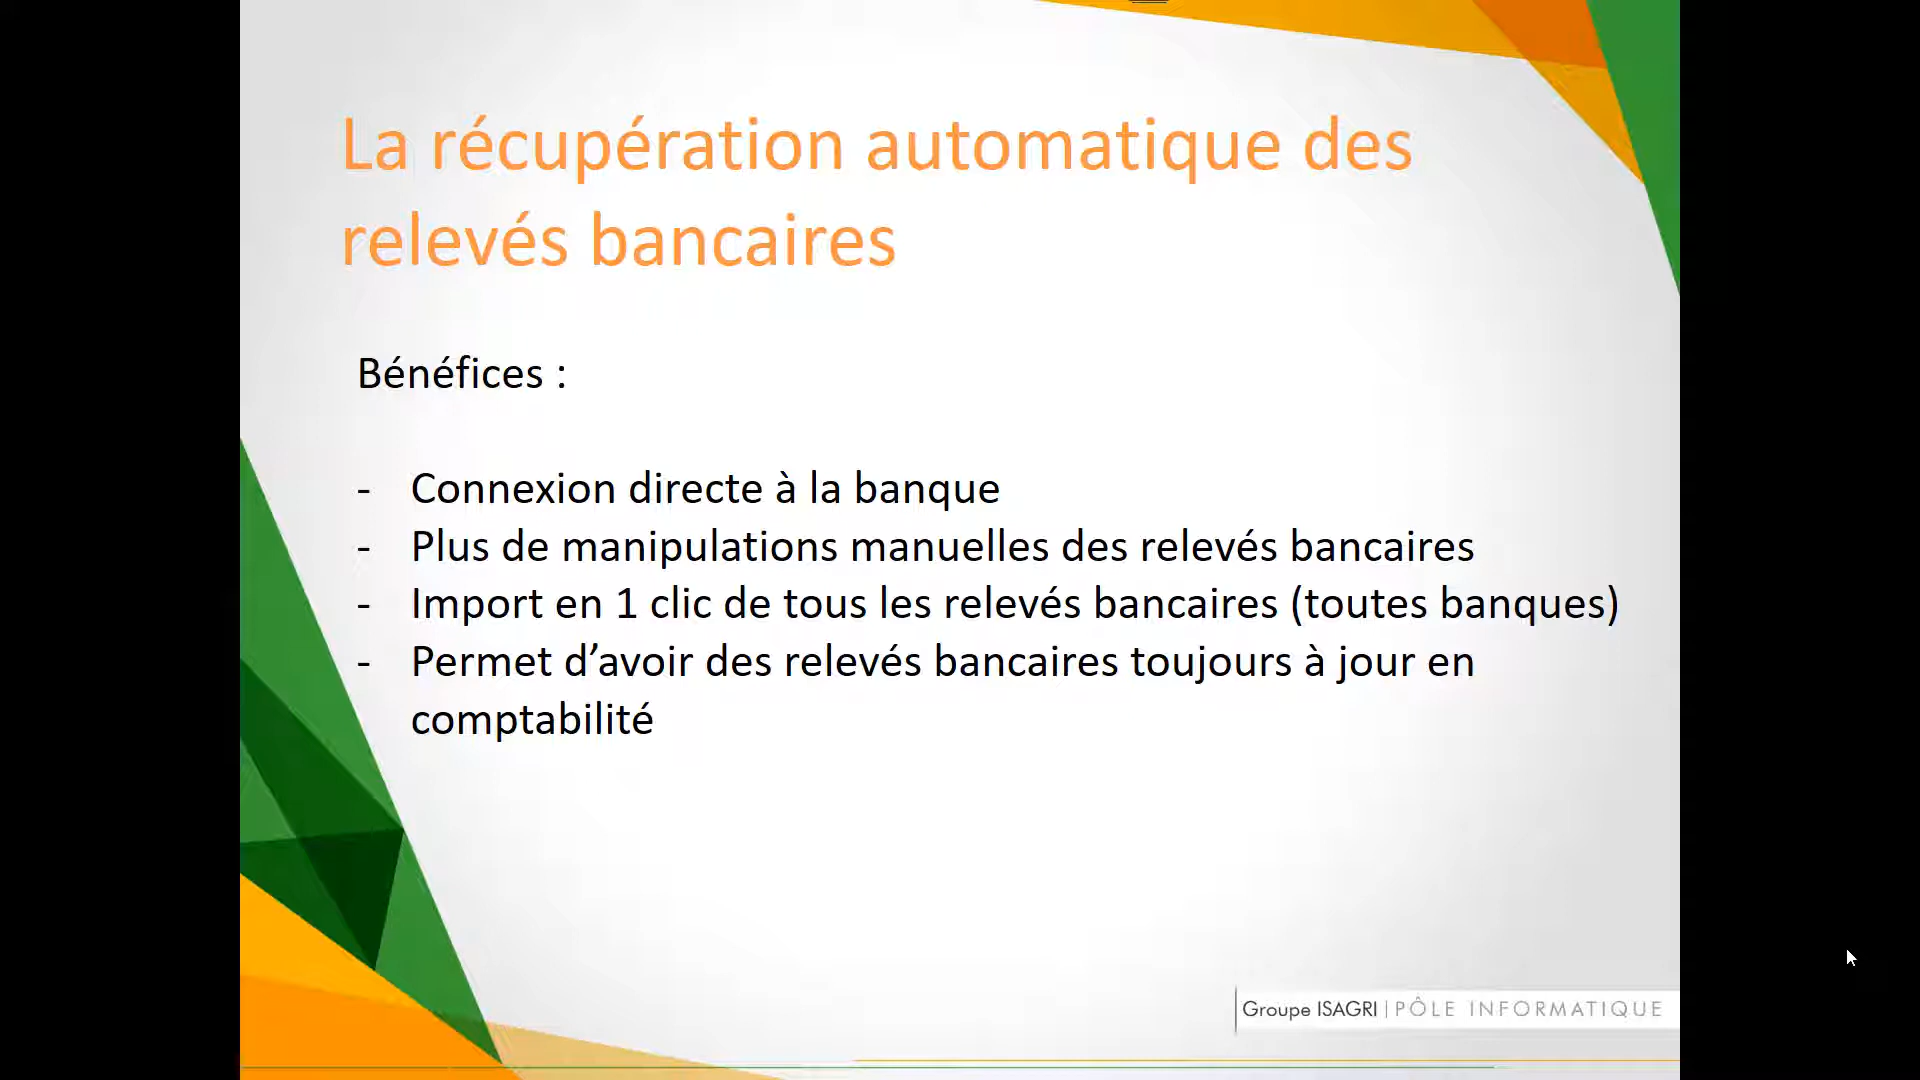 La récupération automatique des
relevés bancaires
Bénéfices :
- Connexion directe à la banque
- Plus de manipulations manuelles des relevés bancaires
- Import en 1 clic de tous les relevés bancaires (toutes banques)
- Permet d’avoir des relevés bancaires toujours à jour en
comptabilité
Groupe ISAGRI | PÔLE INFORMATIQUE